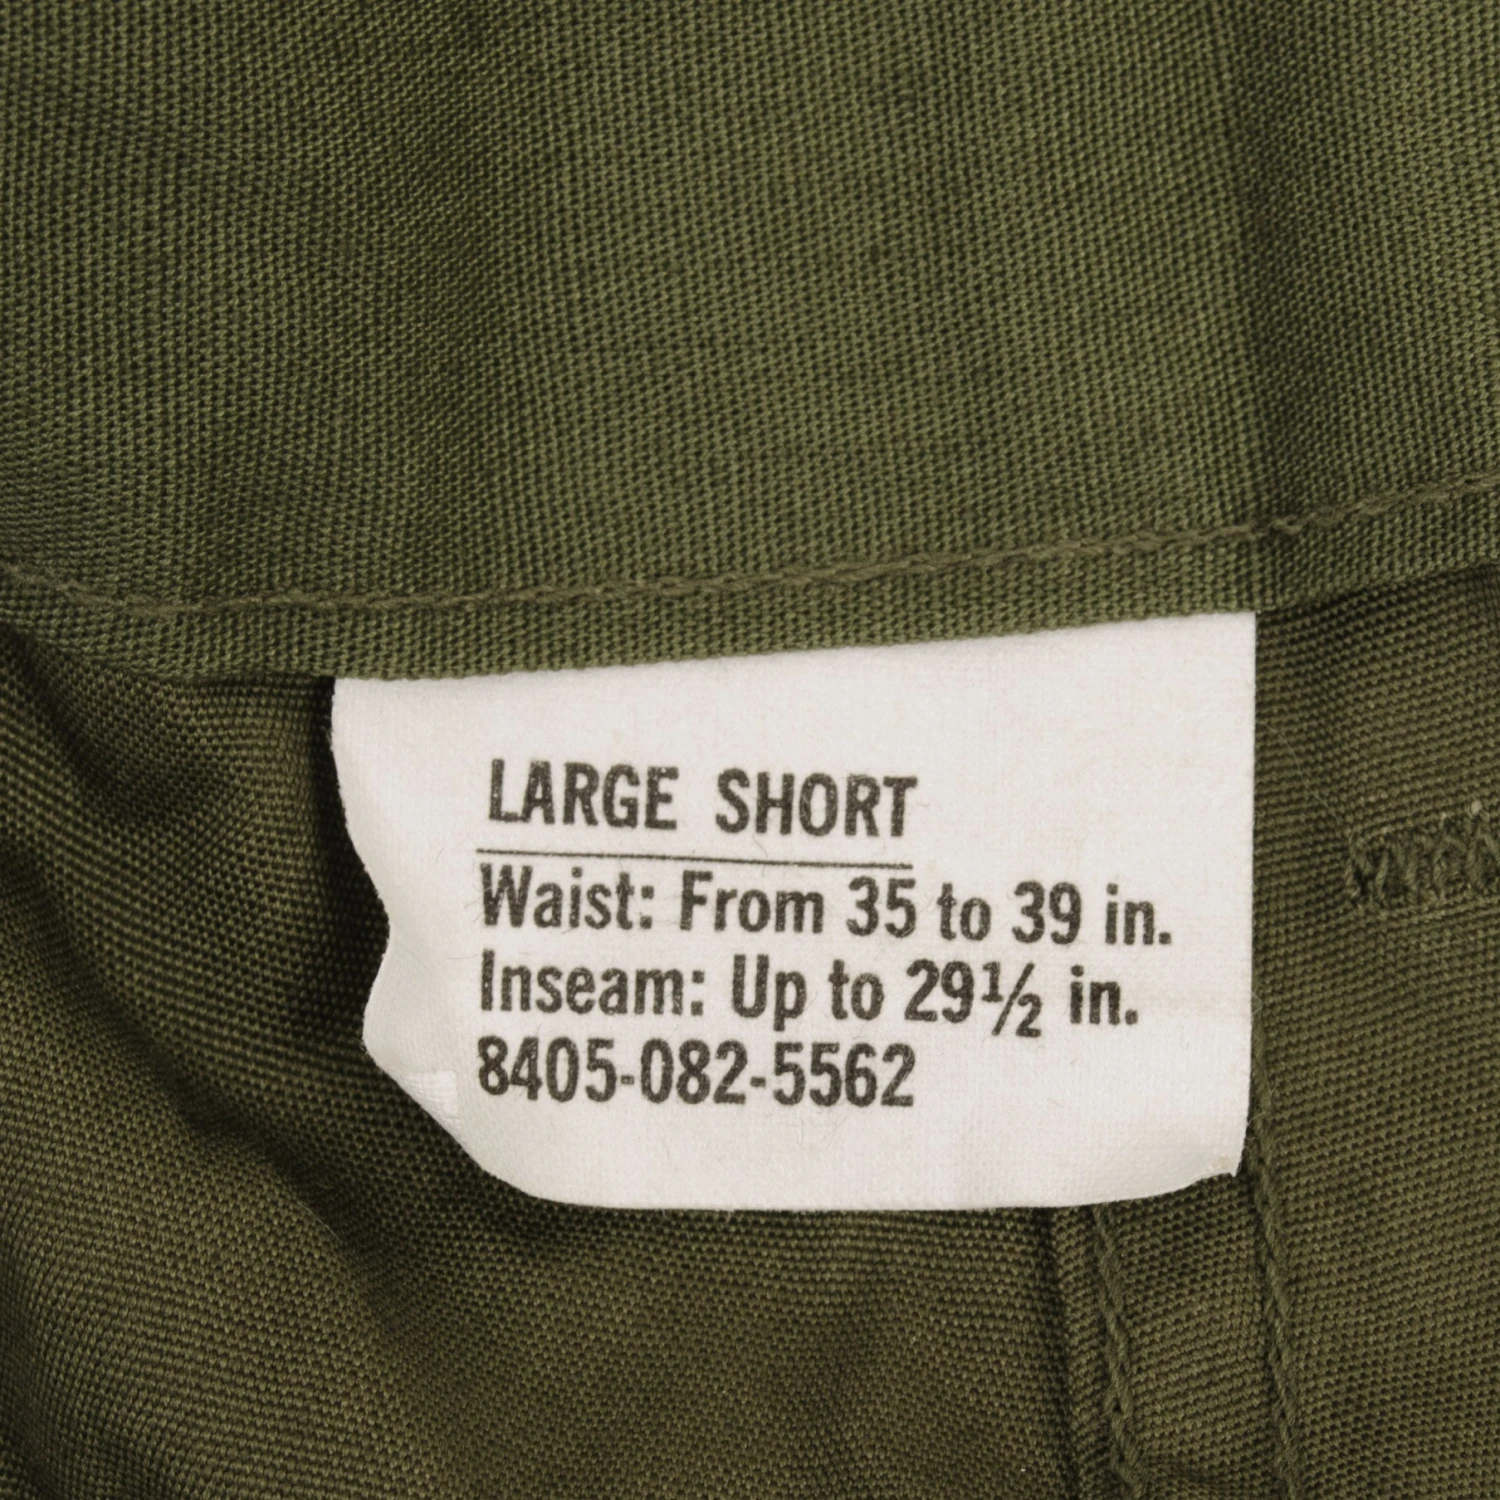 LARGE SHORT
Waist: From 35 to 39 in.
Inseam: Up to 29½ in.
8405-082-5562